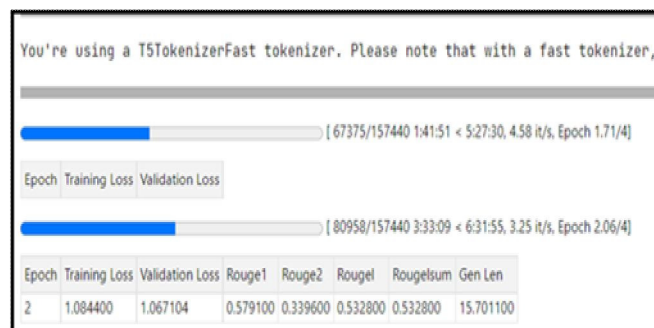 You're using a T5TokenizerFast tokenizer. Please note that with a fast tokenizer,
[ 67375/157440 1:41:51 < 5:27:30, 4.58 it/s, Epoch 1.71/4]
Epoch Training Loss Validation Loss
[ 80958/157440 3:33:09 < 6:31:55, 3.25 it/s, Epoch 2.06/4]
Epoch Training Loss Validation Loss Rouge1 Rouge2 Rougel Rougelsum Gen Len
2 1.084400 1.067104 0.579100 0.339600 0.532800 0.532800 15.701100